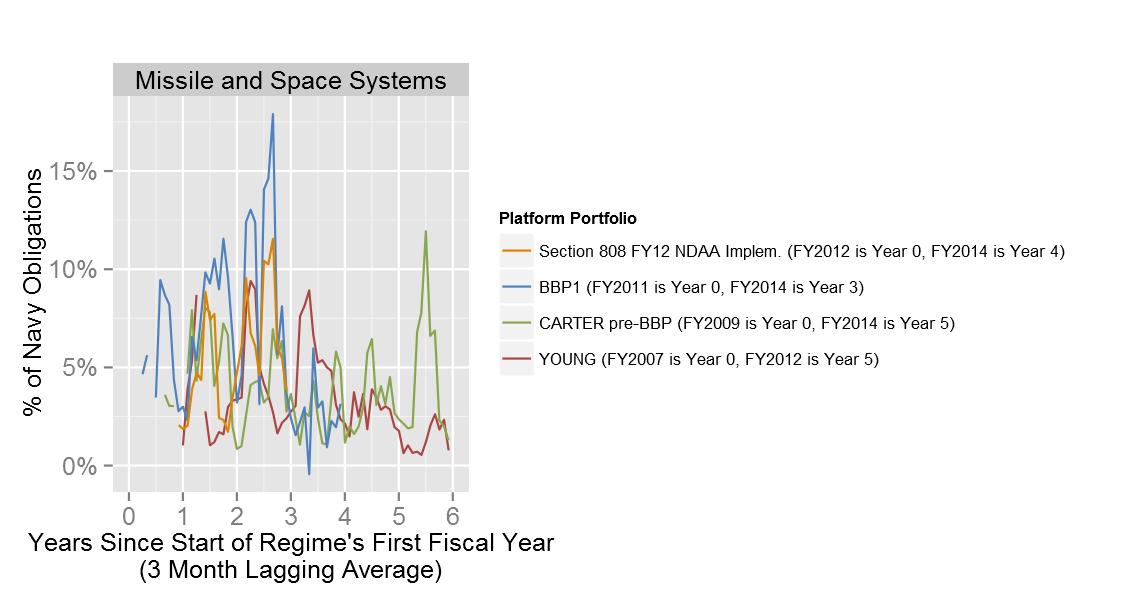 Missile and Space Systems
% of Navy Obligations
15%
10%
5%
0%
0 1 2 3 4 5 6
Years Since Start of Regime's First Fiscal Year
(3 Month Lagging Average)
Platform Portfolio
Section 808 FY12 NDAA Implem. (FY2012 is Year 0, FY2014 is Year 4)
BBP1 (FY2011 is Year 0, FY2014 is Year 3)
CARTER pre-BBP (FY2009 is Year 0, FY2014 is Year 5)
YOUNG (FY2007 is Year 0, FY2012 is Year 5)